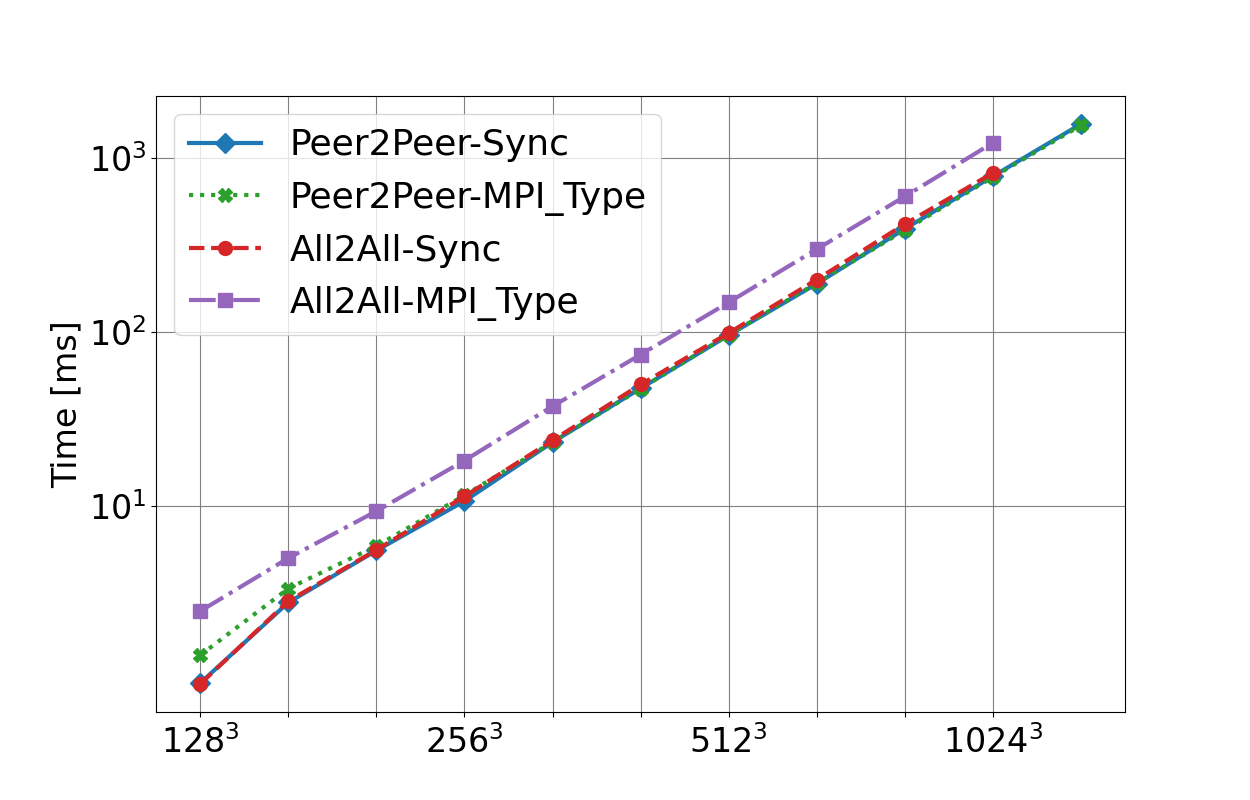 Peer2Peer-Sync
Peer2Peer-MPI_Type
All2All-Sync
All2All-MPI_Type
Time [ms]
10³
10²
10¹
128³ 256³ 512³ 1024³